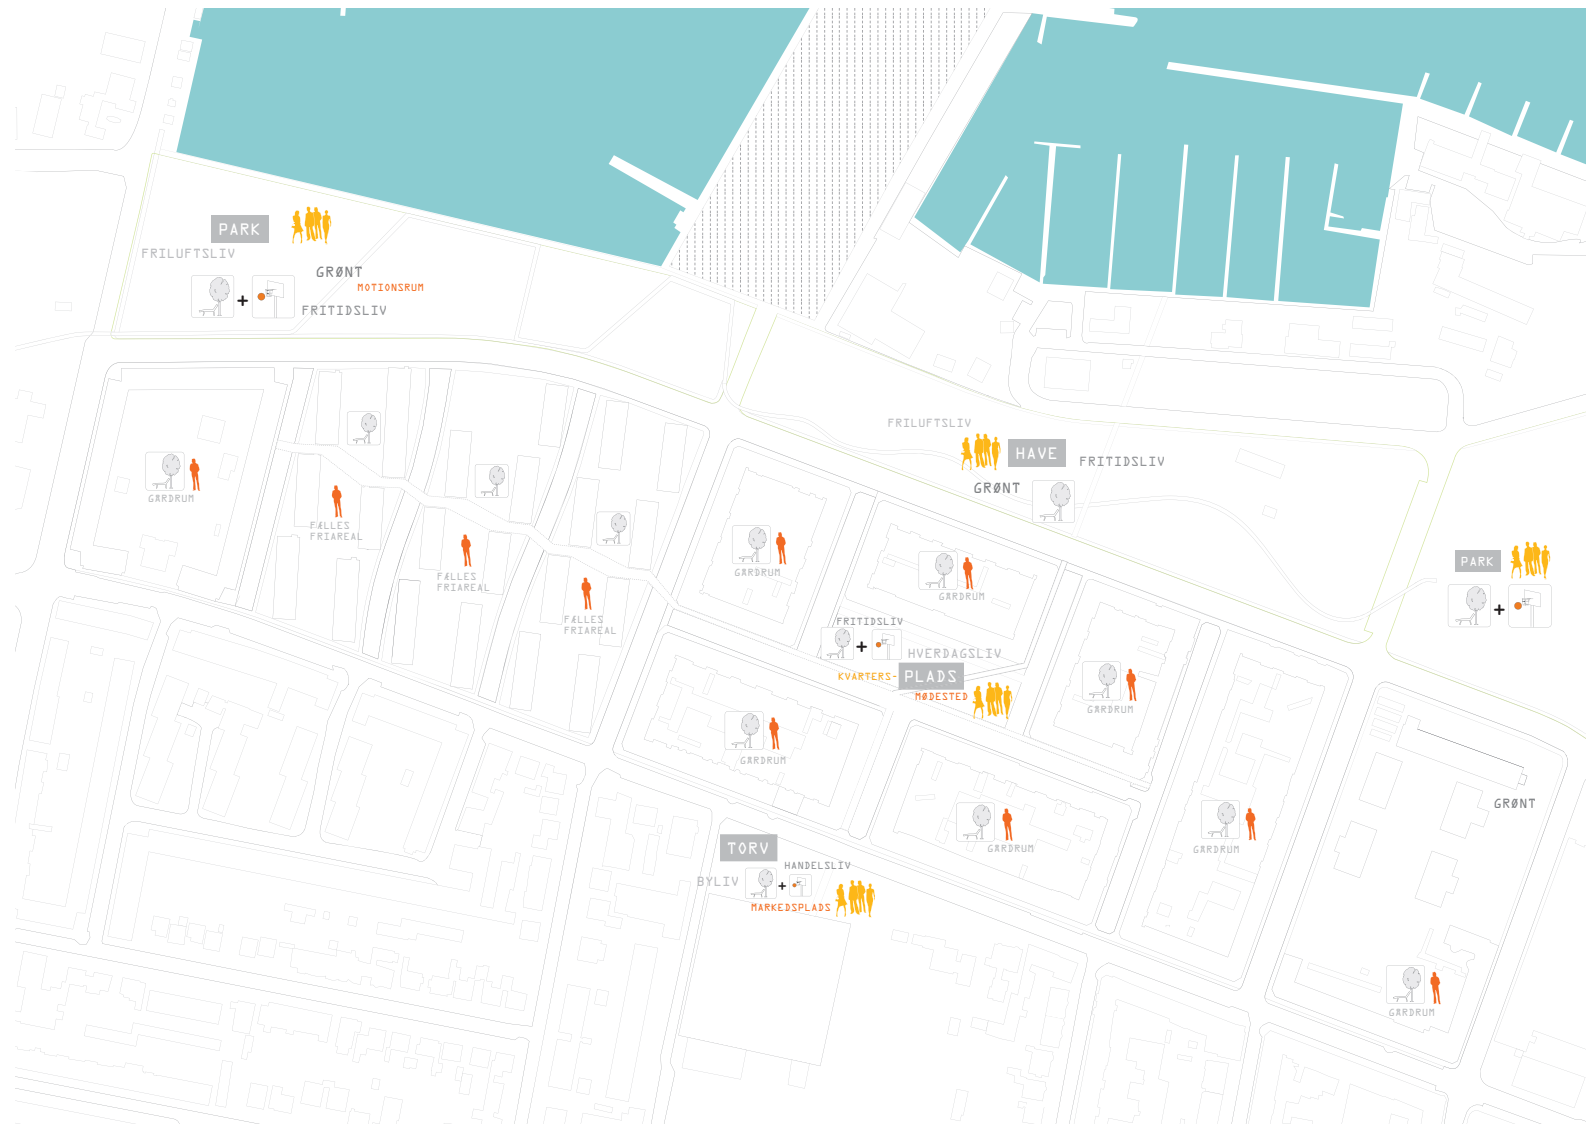 PARK
FRILUFTSLIV
GRØNT
MOTIONSRUM
+
FRITIDSLIV
FRILUFTSLIV
HAVE
FRITIDSLIV
GRØNT
GÅRDRUM
FÆLLES
FRIAREAL
FÆLLES
FRIAREAL
FÆLLES
FRIAREAL
GÅRDRUM
GÅRDRUM
PARK
+
FRITIDSLIV
+
HVERDAGSLIV
KVARTERS-
PLADS
MØDESTED
GÅRDRUM
GÅRDRUM
GÅRDRUM
GÅRDRUM
GRØNT
TORV
HANDELSLIV
BYLIV
+
MARKEDSPLADS
GÅRDRUM